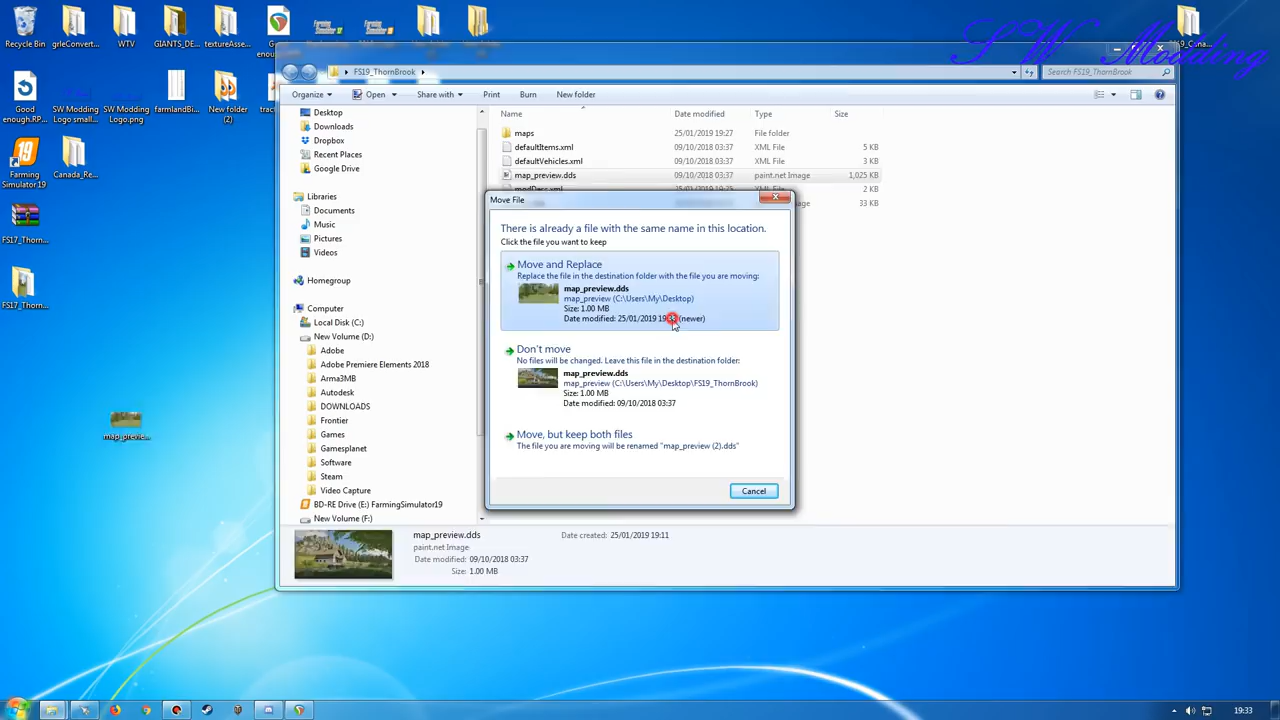 SW Modding
Recycle Bin
grleConvert...
WTV
GIANTS_DE...
textureAsse...
FS19_Cana...
FS19_ThornBrook
Search FS19_ThornBrook
Good enough.RP...
SW Modding Logo small...
SW Modding Logo.png
farmlandBi...
New folder (2)
Organize
Open
Share with
Print
Burn
New folder
Name
Date modified
Type
Size
maps
25/01/2019 19:27
File folder
defaultItems.xml
09/10/2018 03:37
XML File
5 KB
defaultVehicles.xml
09/10/2018 03:37
XML File
3 KB
map_preview.dds
09/10/2018 03:37
paint.net Image
1,025 KB
2 KB
33 KB
Farming Simulator 19
Canada_Re...
FS17_Thorn...
FS17_Thorn...
map_previe...
Desktop
Downloads
Dropbox
Recent Places
Google Drive
Libraries
Documents
Music
Pictures
Videos
Homegroup
Computer
Local Disk (C:)
New Volume (D:)
Adobe
Adobe Premiere Elements 2018
Arma3MB
Autodesk
DOWNLOADS
Frontier
Games
Gamesplanet
Software
Steam
Video Capture
BD-RE Drive (E:) FarmingSimulator19
New Volume (F:)
Move File
There is already a file with the same name in this location.
Click the file you want to keep
Move and Replace
Replace the file in the destination folder with the file you are moving:
map_preview.dds
map_preview (C:\Users\My\Desktop)
Size: 1.00 MB
Date modified: 25/01/2019 19:33 (newer)
Don't move
No files will be changed. Leave this file in the destination folder:
map_preview.dds
map_preview (C:\Users\My\Desktop\FS19_ThornBrook)
Size: 1.00 MB
Date modified: 09/10/2018 03:37
Move, but keep both files
The file you are moving will be renamed "map_preview (2).dds"
Cancel
map_preview.dds
paint.net Image
Date modified: 09/10/2018 03:37
Size: 1.00 MB
Date created: 25/01/2019 19:11
19:33